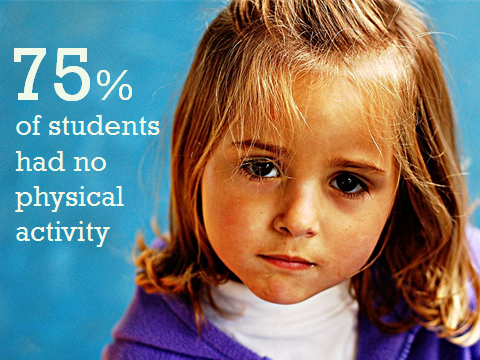 75%
of students
had no
physical
activity